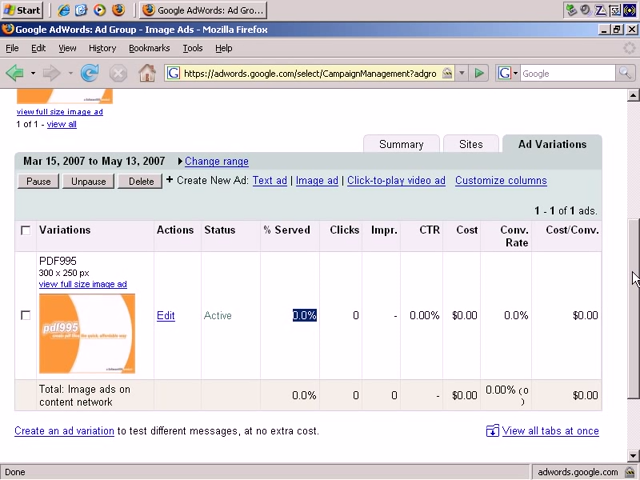 Start
Google AdWords: Ad Gro...
Google AdWords: Ad Group - Image Ads - Mozilla Firefox
File Edit View History Bookmarks Tools Help
https://adwords.google.com/select/CampaignManagement?adgro
Google
view full size image ad
1 of 1 - view all
Summary Sites Ad Variations
Mar 15, 2007 to May 13, 2007 Change range
Pause Unpause Delete + Create New Ad: Text ad | Image ad | Click-to-play video ad Customize columns
1 - 1 of 1 ads.
Variations Actions Status % Served Clicks Impr. CTR Cost Conv. Rate Cost/Conv.
PDF995
300 x 250 px
view full size image ad
pdf995
Edit Active 0.0% 0 - 0.00% $0.00 0.0% $0.00
Total: Image ads on content network 0.0% 0 0 - $0.00 0.00% (0) $0.00
Create an ad variation to test different messages, at no extra cost. View all tabs at once
Done adwords.google.com